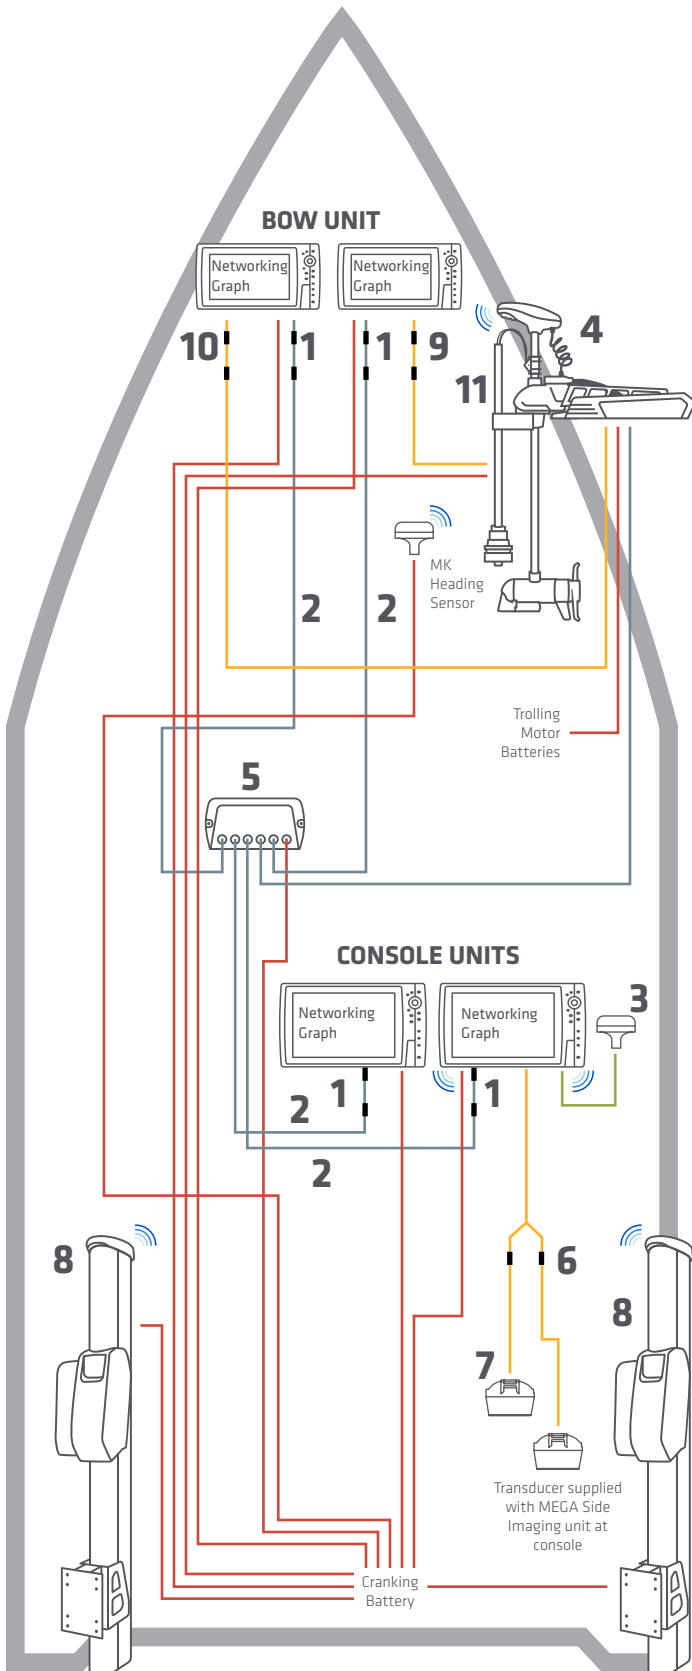 BOW UNIT
Networking
Graph
Networking
Graph
10
1
1
9
4
11
MK
Heading
Sensor
2
2
Trolling
Motor
Batteries
5
CONSOLE UNITS
Networking
Graph
Networking
Graph
3
1
1
2
2
8
6
8
7
Transducer supplied
with MEGA Side
Imaging unit at
console
Cranking
Battery